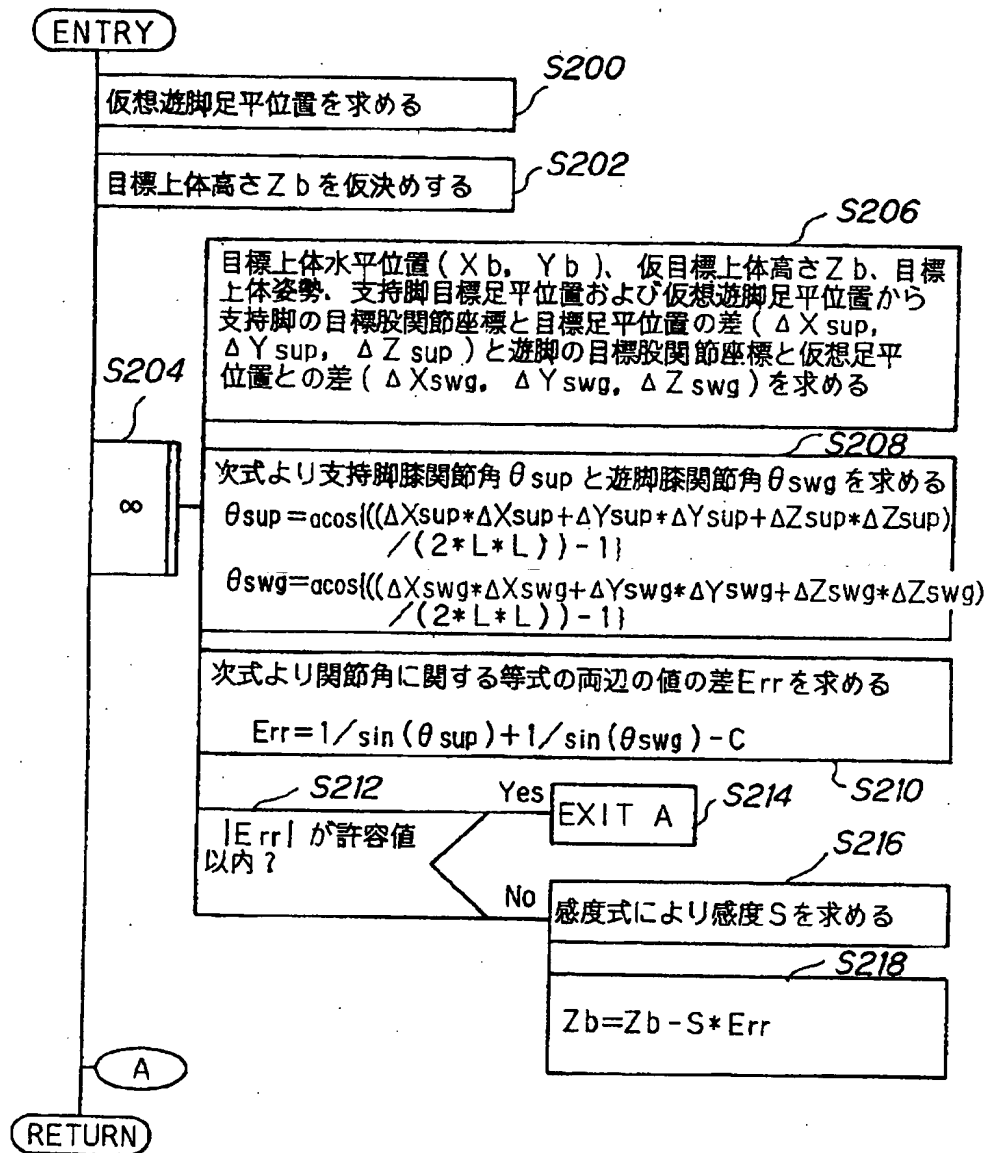 ENTRY
S200
仮想遊脚足平位置を求める
S202
目標上体高さZbを仮決めする
S206
目標上体水平位置(Xb, Yb)、仮目標上体高さZb、目標
上体姿勢、支持脚目標足平位置および仮想遊脚足平位置から
支持脚の目標股関節座標と目標足平位置の差(ΔXsup,
ΔYsup, ΔZsup)と遊脚の目標股関節座標と仮想足平
位置との差(ΔXswg, ΔYswg, ΔZswg)を求める
S204
∞
S208
次式より支持脚膝関節角θsupと遊脚膝関節角θswgを求める
θsup=acos{((ΔXsup*ΔXsup+ΔYsup*ΔYsup+ΔZsup*ΔZsup)
/(2*L*L))-1}
θswg=acos{((ΔXswg*ΔXswg+ΔYswg*ΔYswg+ΔZswg*ΔZswg)
/(2*L*L))-1}
次式より関節角に関する等式の両辺の値の差Errを求める
Err=1/sin(θsup)+1/sin(θswg)-C
S210
S212
|Err|が許容値
以内?
Yes
EXIT A
S214
No
S216
感度式により感度Sを求める
S218
Zb=Zb-S*Err
A
RETURN